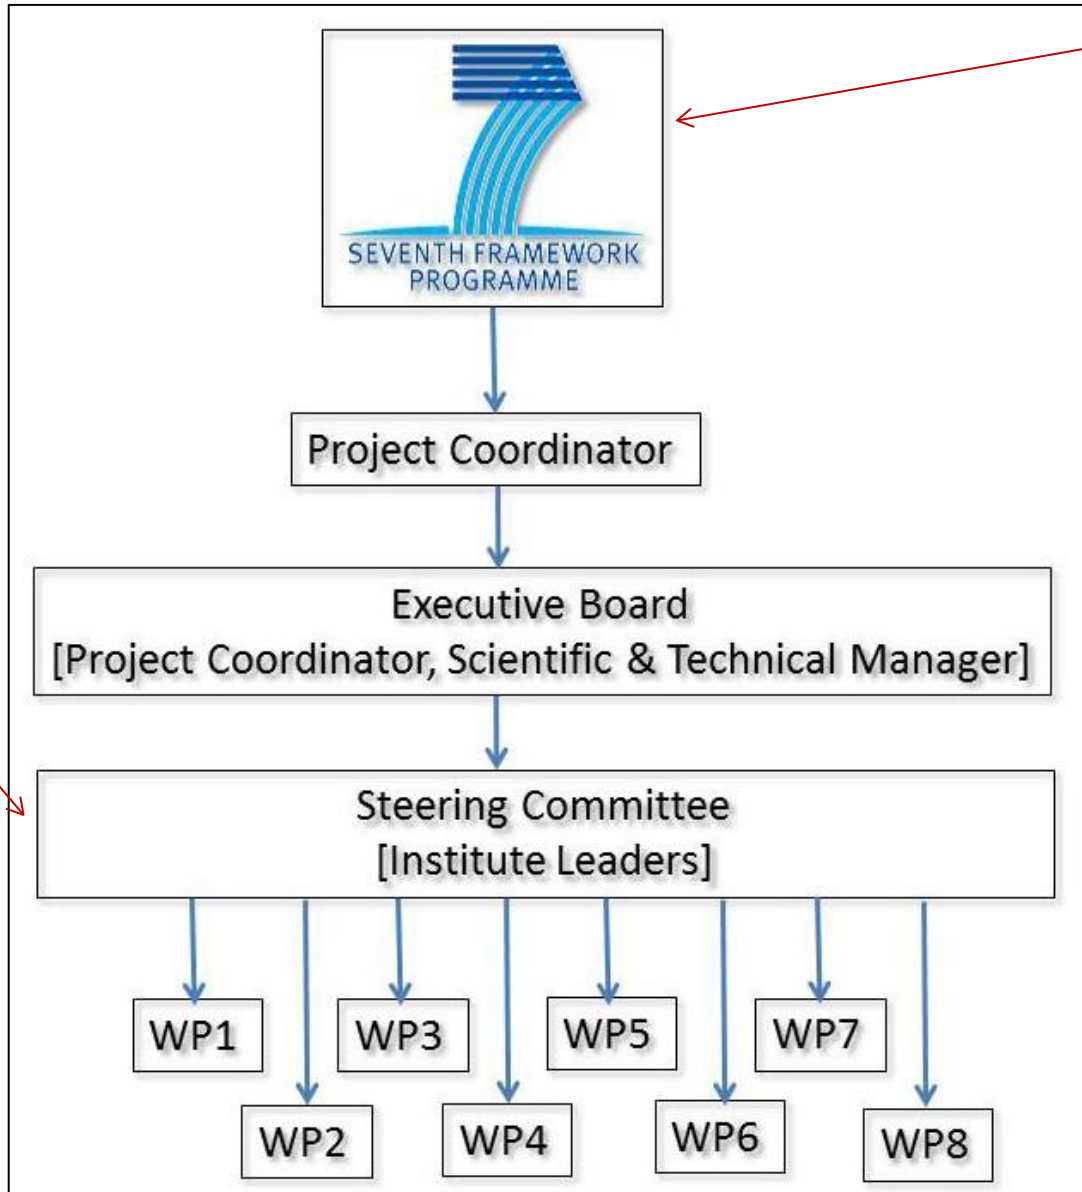 7
SEVENTH FRAMEWORK
PROGRAMME
Project Coordinator
Executive Board
[Project Coordinator, Scientific & Technical Manager]
Steering Committee
[Institute Leaders]
WP1
WP3
WP5
WP7
WP2
WP4
WP6
WP8